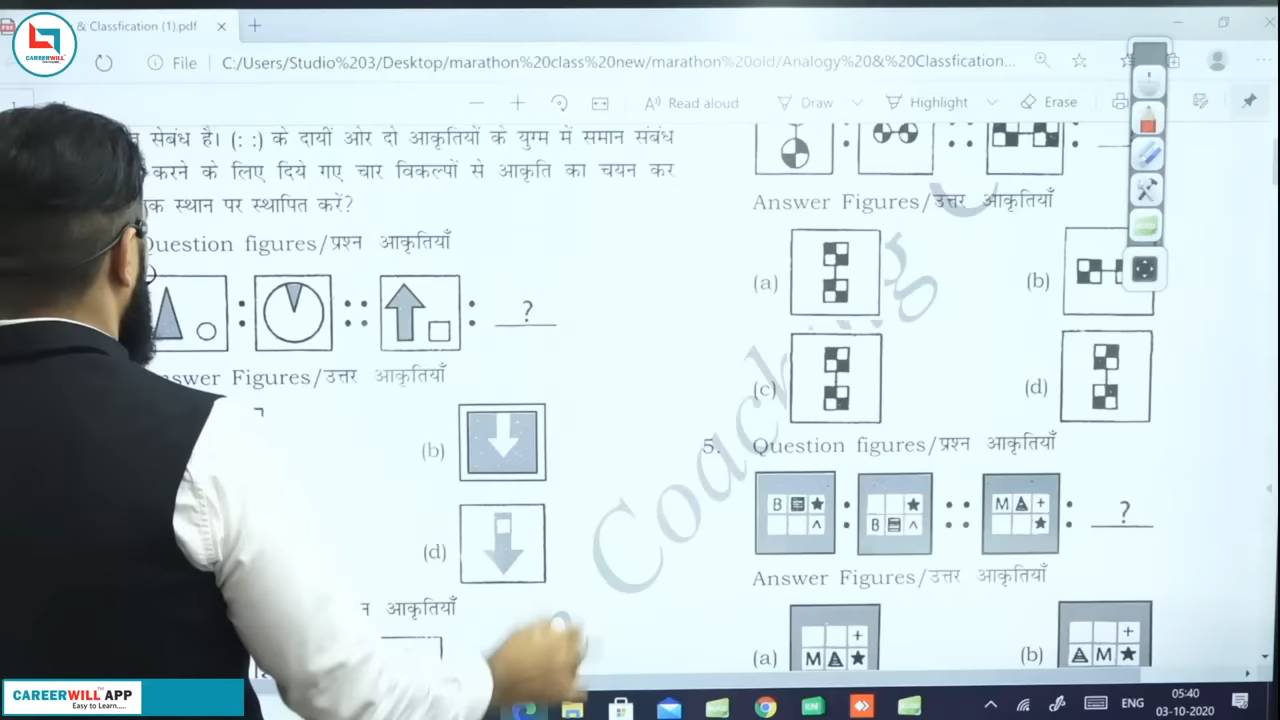 CAREERWILL
& Classfication (1).pdf
File C:/Users/Studio%203/Desktop/marathon%20class%20new/marathon%20old/Analogy%20&%20Classfication...
Read aloud Draw Highlight Erase
सेबंध है। (: :) के दायीं ओर दो आकृतियों के युग्म में समान संबंध
करने के लिए दिये गए चार विकल्पों से आकृति का चयन कर
स्थान पर स्थापित करें?
Question figures/प्रश्न आकृतियाँ
: :: : ?
Answer Figures/उत्तर आकृतियाँ
(b)
(d)
आकृतियाँ
: :: :
Answer Figures/उत्तर आकृतियाँ
(a) (b)
(c) (d)
5. Question figures/प्रश्न आकृतियाँ
B ★ : ★ :: M + : ?
^ B ^ ★
Answer Figures/उत्तर आकृतियाँ
(a) + (b) +
M ★ M ★
Coaching
CAREERWILL APP
Easy to Learn.....
ENG
05:40
03-10-2020